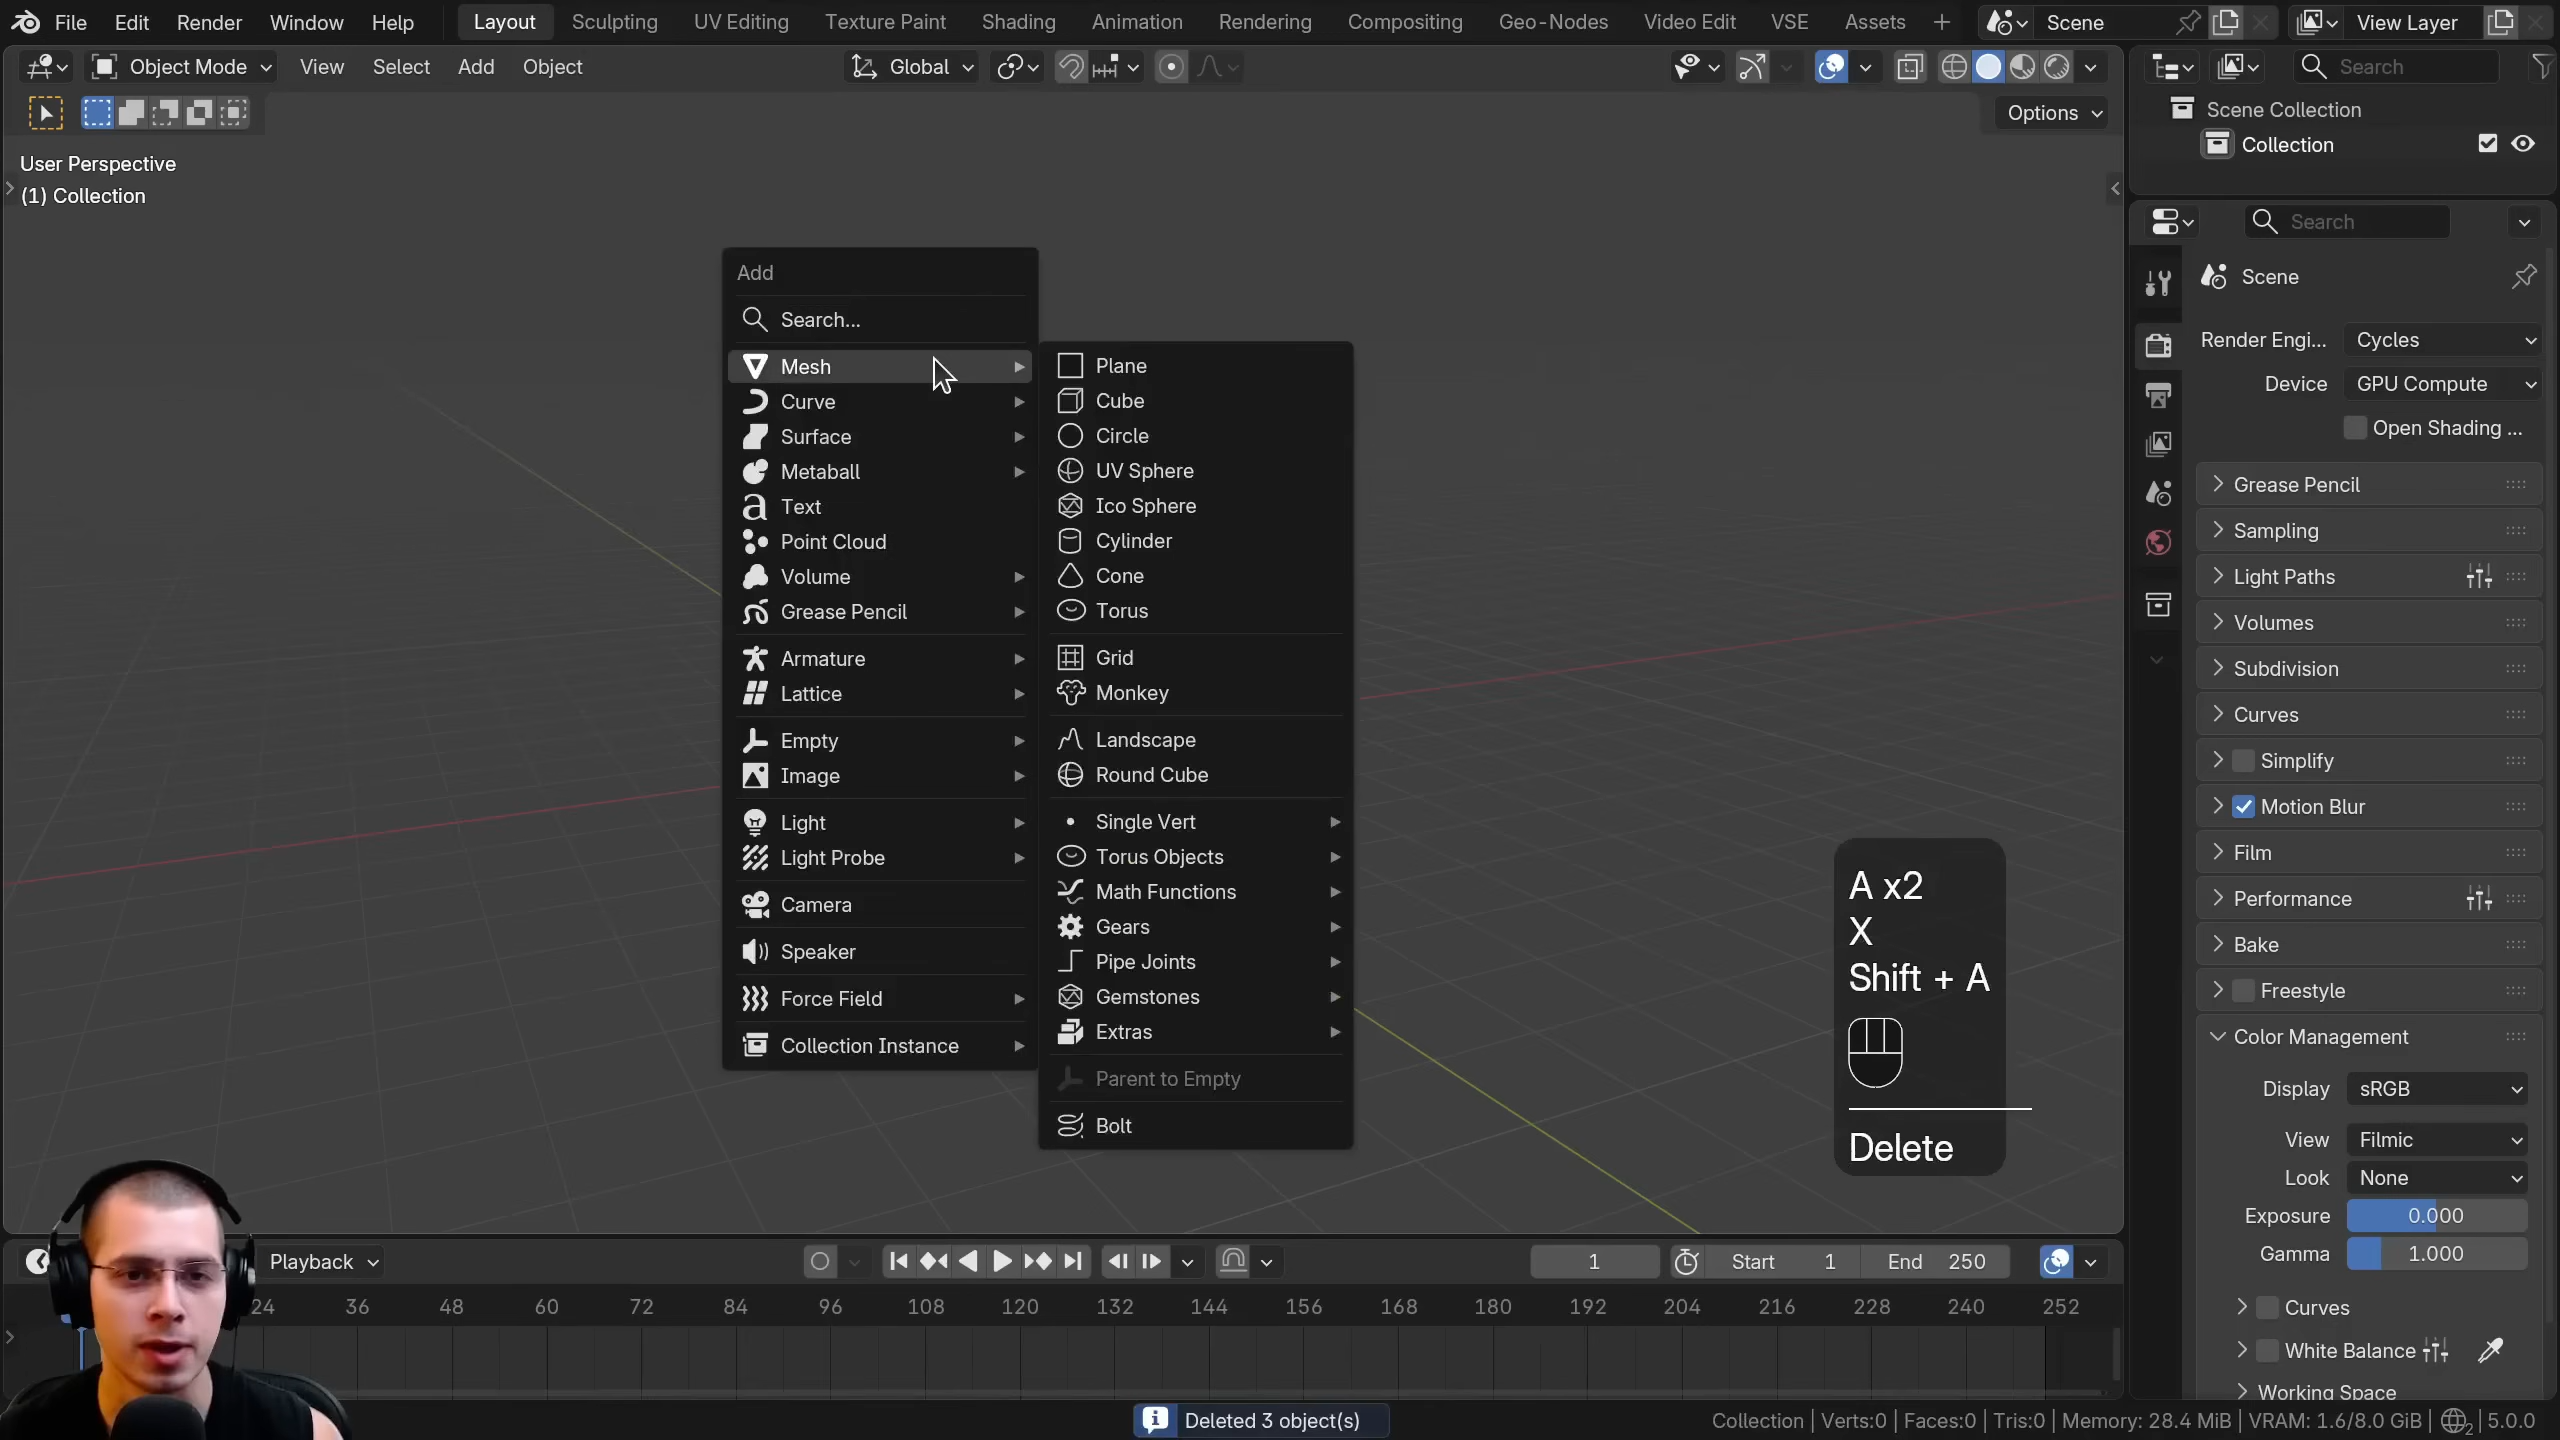 File Edit Render Window Help Layout Sculpting UV Editing Texture Paint Shading Animation Rendering Compositing Geo-Nodes Video Edit VSE Assets Scene View Layer
Object Mode View Select Add Object Global Search
Options
Scene Collection
Collection
User Perspective
(1) Collection
Search
Scene
Render Engi... Cycles
Device GPU Compute
Open Shading ...
Grease Pencil
Sampling
Light Paths
Volumes
Subdivision
Curves
Simplify
Motion Blur
Film
Performance
Bake
Freestyle
Color Management
Display sRGB
View Filmic
Look None
Exposure 0.000
Gamma 1.000
Curves
White Balance
Working Space
Add
Search...
Mesh
Curve
Surface
Metaball
Text
Point Cloud
Volume
Grease Pencil
Armature
Lattice
Empty
Image
Light
Light Probe
Camera
Speaker
Force Field
Collection Instance
Plane
Cube
Circle
UV Sphere
Ico Sphere
Cylinder
Cone
Torus
Grid
Monkey
Landscape
Round Cube
Single Vert
Torus Objects
Math Functions
Gears
Pipe Joints
Gemstones
Extras
Parent to Empty
Bolt
A x2
X
Shift + A
Delete
Playback 1 Start 1 End 250
24 36 48 60 72 84 96 108 120 132 144 156 168 180 192 204 216 228 240 252
Deleted 3 object(s)
Collection | Verts:0 | Faces:0 | Tris:0 | Memory: 28.4 MiB | VRAM: 1.6/8.0 GiB | 2 | 5.0.0